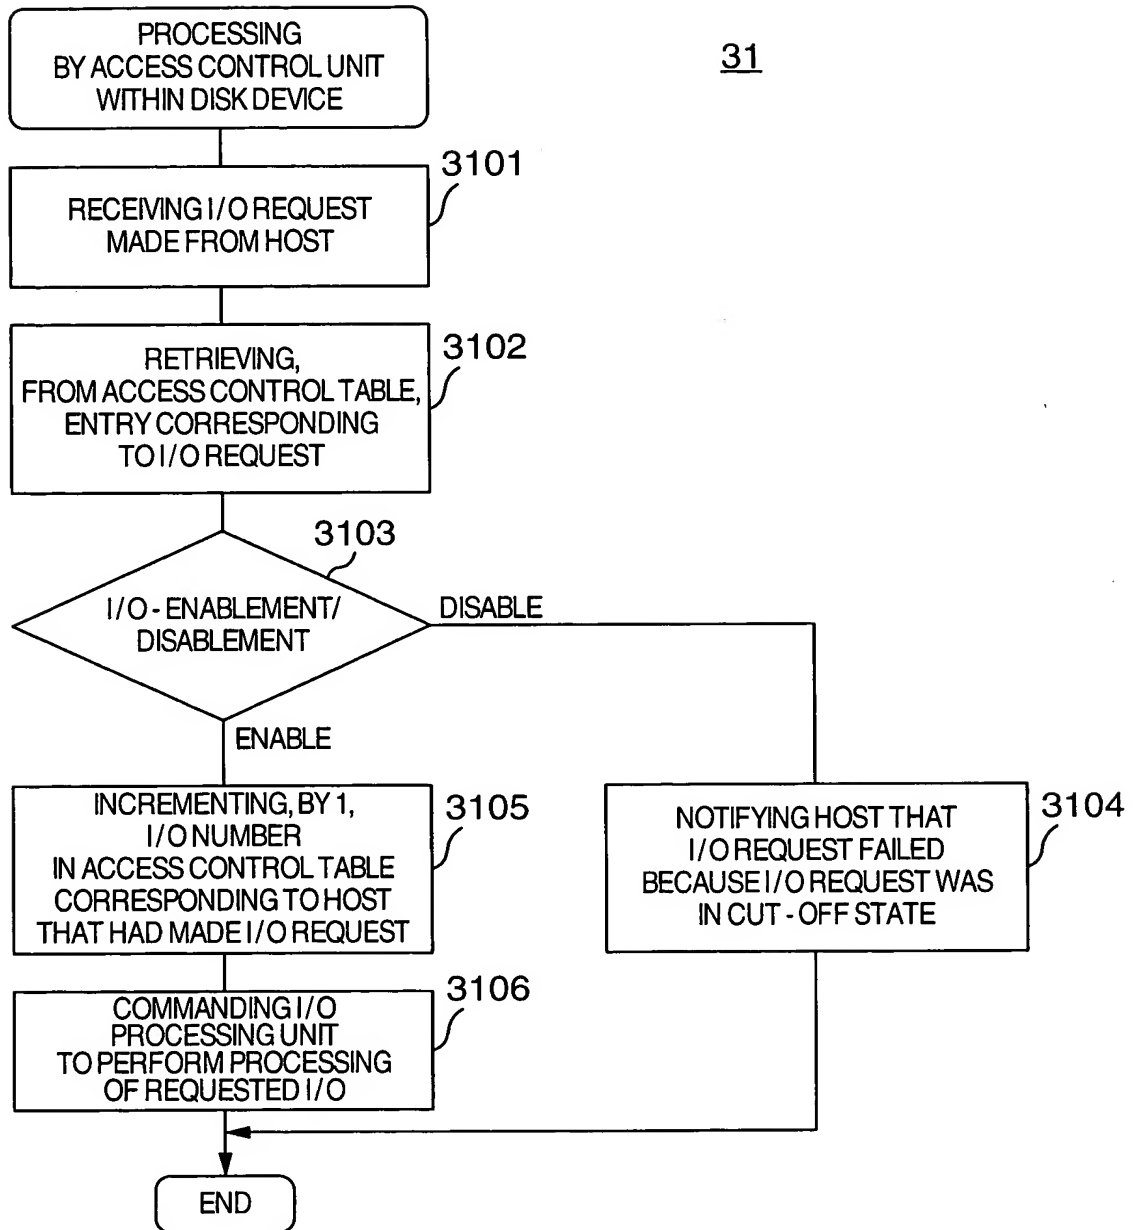 PROCESSING
BY ACCESS CONTROL UNIT
WITHIN DISK DEVICE
31
3101
RECEIVING I/O REQUEST
MADE FROM HOST
3102
RETRIEVING,
FROM ACCESS CONTROL TABLE,
ENTRY CORRESPONDING
TO I/O REQUEST
3103
I/O - ENABLEMENT/
DISABLEMENT
DISABLE
ENABLE
3105
INCREMENTING, BY 1,
I/O NUMBER
IN ACCESS CONTROL TABLE
CORRESPONDING TO HOST
THAT HAD MADE I/O REQUEST
3104
NOTIFYING HOST THAT
I/O REQUEST FAILED
BECAUSE I/O REQUEST WAS
IN CUT - OFF STATE
3106
COMMANDING I/O
PROCESSING UNIT
TO PERFORM PROCESSING
OF REQUESTED I/O
END